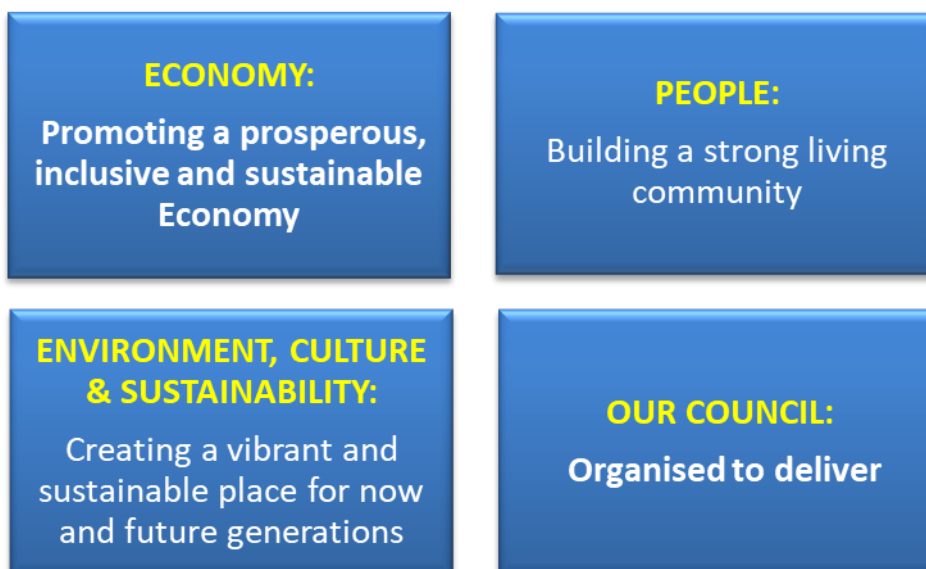 ECONOMY:
Promoting a prosperous,
inclusive and sustainable
Economy
PEOPLE:
Building a strong living
community
ENVIRONMENT, CULTURE
& SUSTAINABILITY:
Creating a vibrant and
sustainable place for now
and future generations
OUR COUNCIL:
Organised to deliver